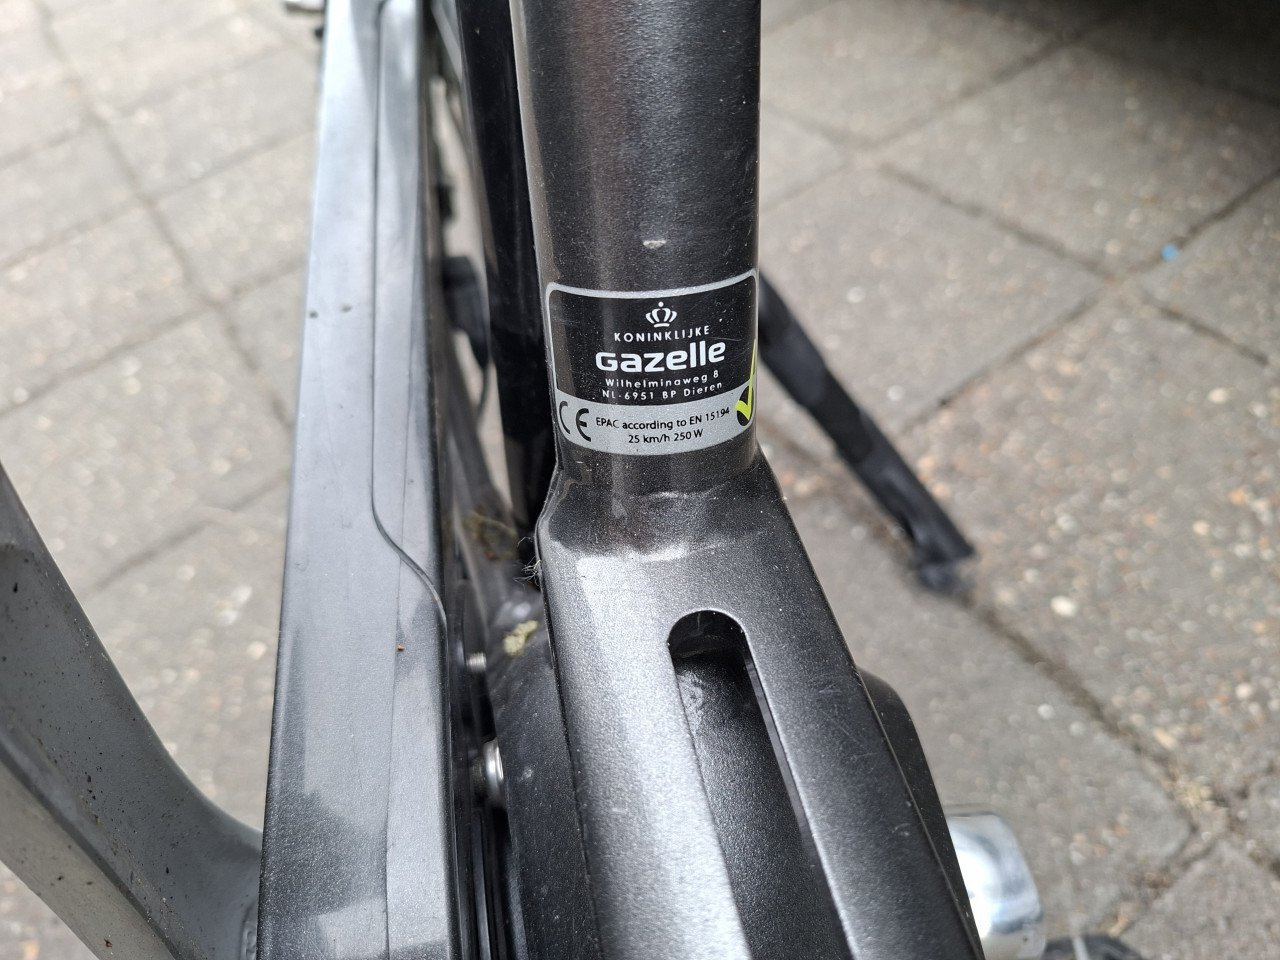 KONINKLIJKE
Gazelle
Wilhelminaweg 8
NL-6951 BP Dieren
CE EPAC according to EN 15194
25 km/h 250 W